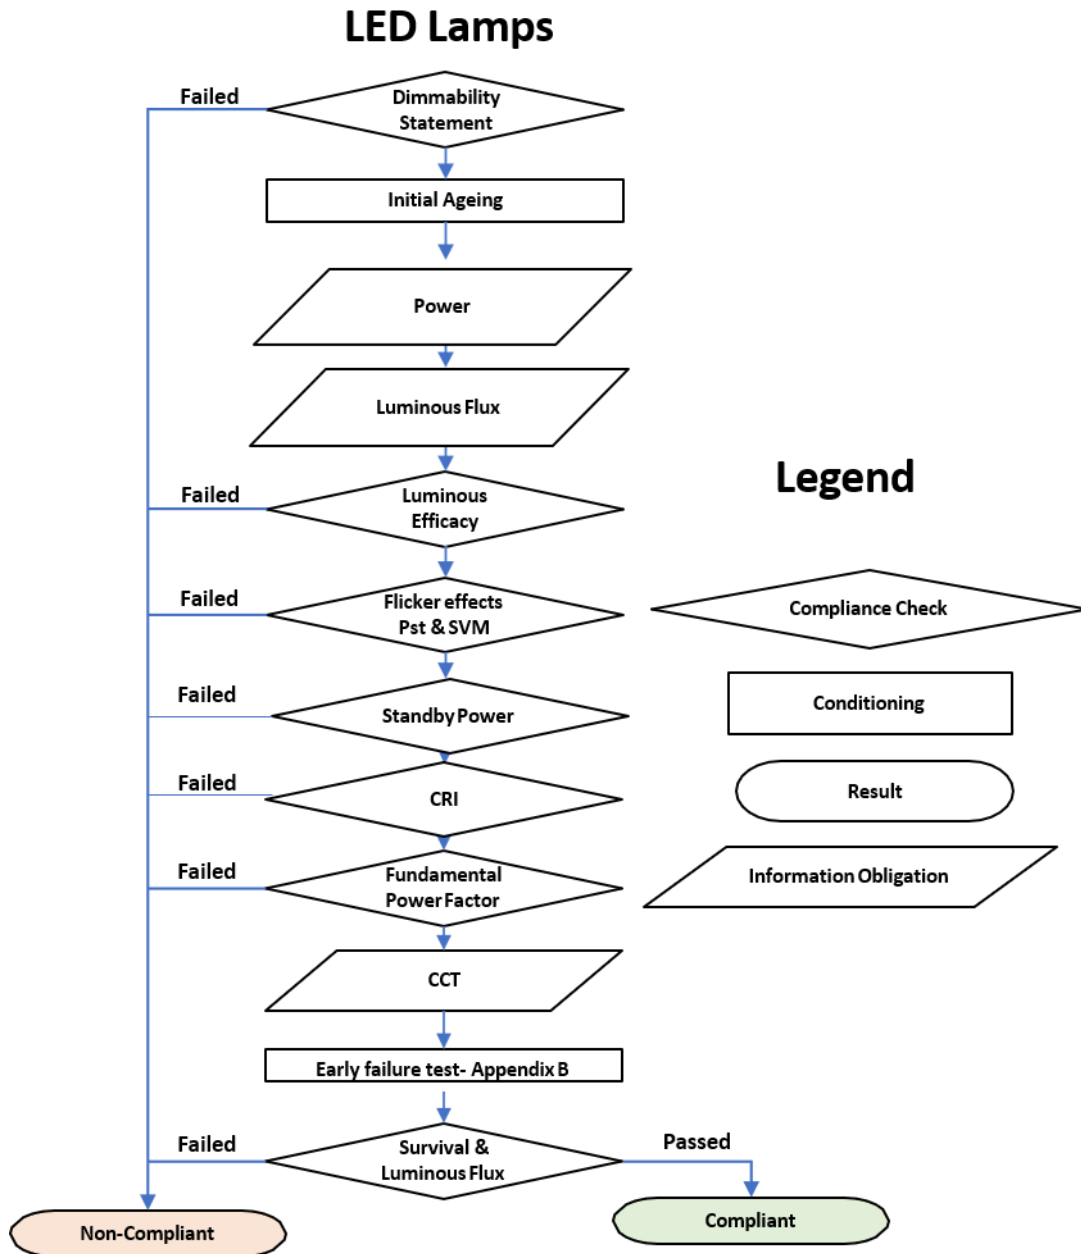 LED Lamps
Failed
Dimmability
Statement
Initial Ageing
Power
Luminous Flux
Failed
Luminous
Efficacy
Failed
Flicker effects
Pst & SVM
Failed
Standby Power
Failed
CRI
Failed
Fundamental
Power Factor
CCT
Early failure test- Appendix B
Failed
Survival &
Luminous Flux
Passed
Non-Compliant
Compliant
Legend
Compliance Check
Conditioning
Result
Information Obligation